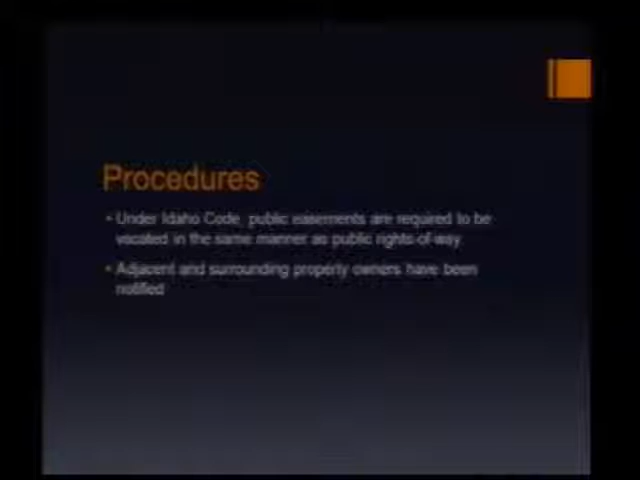 Procedures
• Under Idaho Code, public easements are required to be
vacated in the same manner as public rights-of-way
• Adjacent and surrounding property owners have been
notified